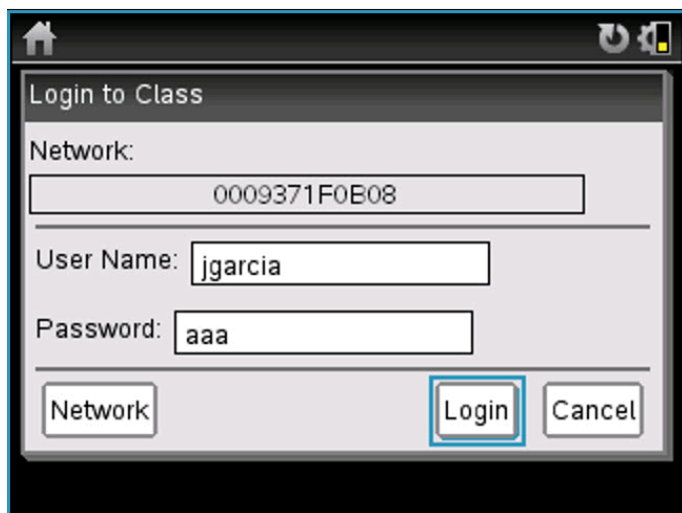 Login to Class
Network:
0009371F0B08
User Name: jgarcia
Password: aaa
Network Login Cancel